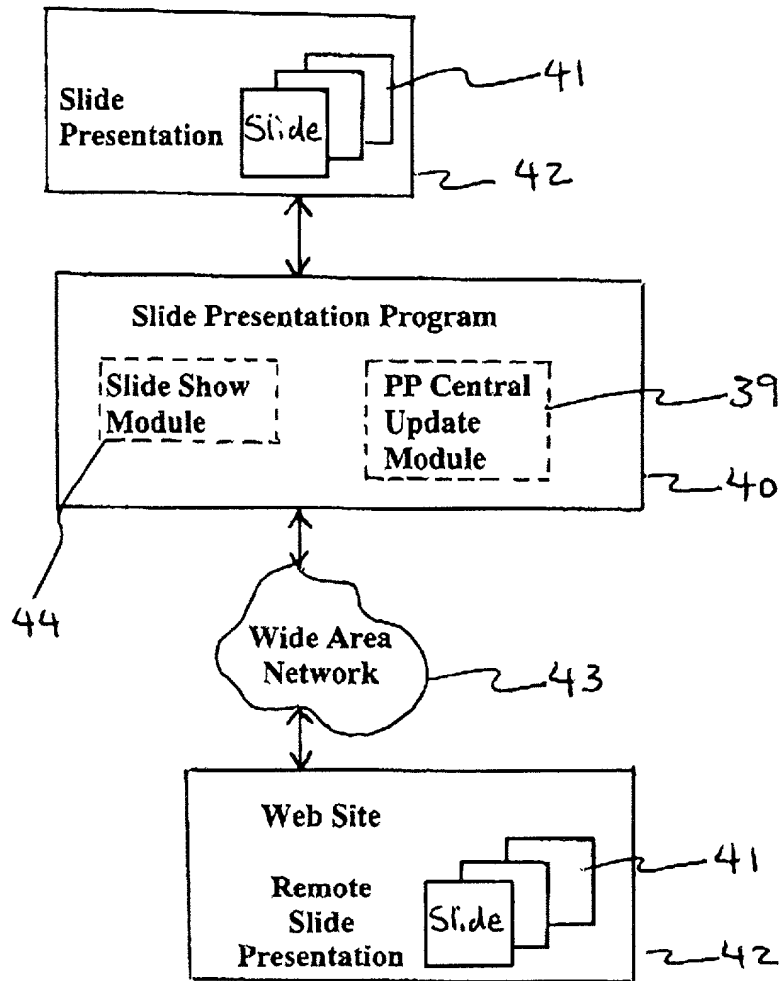 41
Slide
Presentation
Slide
42
Slide Presentation Program
Slide Show
Module
PP Central
Update
Module
39
40
44
Wide Area
Network
43
Web Site
41
Remote
Slide
Presentation
Slide
42